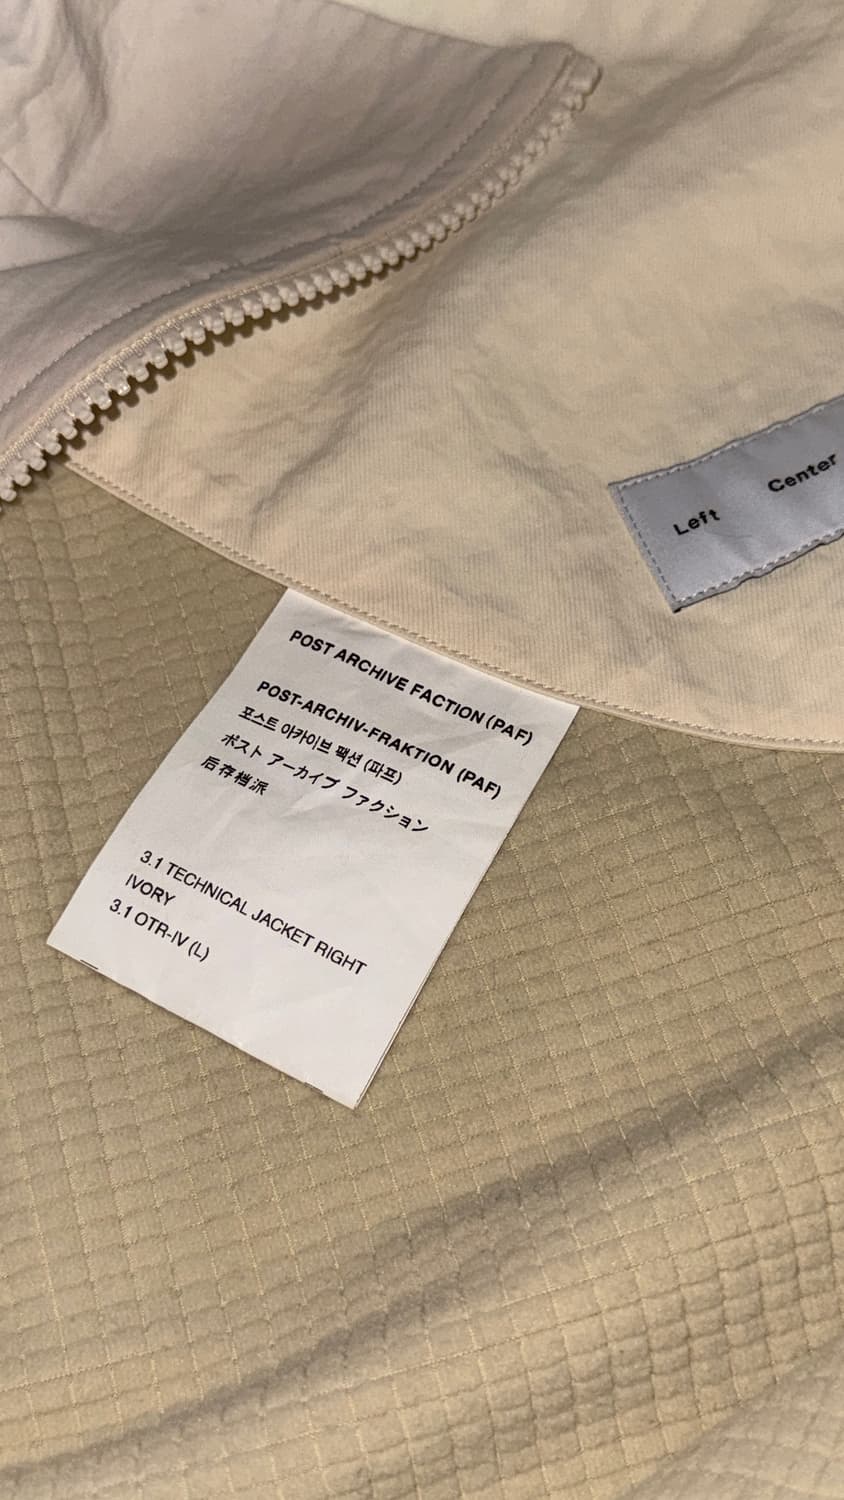 POST ARCHIVE FACTION (PAF)
POST-ARCHIV-FRAKTION (PAF)
포스트 아카이브 팩션 (파프)
ポスト アーカイブ ファクション
后存档派
3.1 TECHNICAL JACKET RIGHT
IVORY
3.1 OTR-IV (L)
Left Center